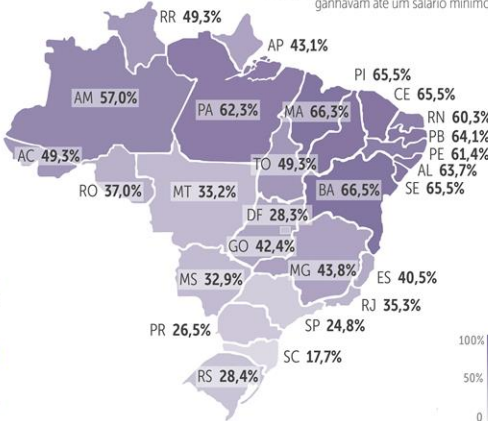 ganhavam até um salário mínimo
RR 49,3%
AP 43,1%
PI 65,5%
CE 65,5%
AM 57,0%
PA 62,3%
MA 66,3%
RN 60,3%
PB 64,1%
PE 61,4%
AL 63,7%
SE 65,5%
AC 49,3%
TO 49,3%
RO 37,0%
MT 33,2%
BA 66,5%
DF 28,3%
GO 42,4%
MG 43,8%
ES 40,5%
MS 32,9%
RJ 35,3%
PR 26,5%
SP 24,8%
SC 17,7%
RS 28,4%
100%
50%
0